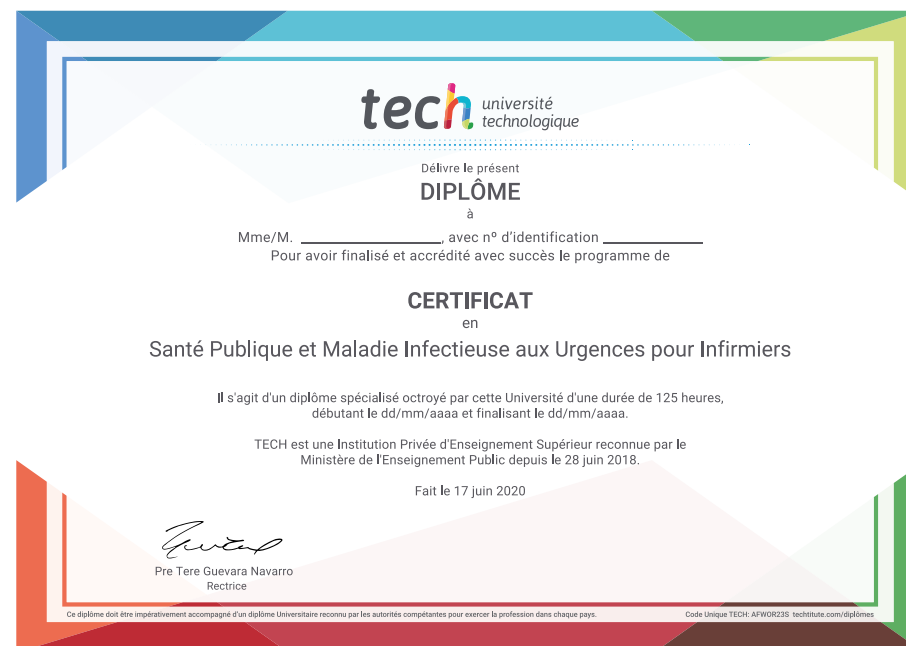 tech université
technologique
Délivre le présent
DIPLÔME
à
Mme/M. ____________________, avec nº d'identification ______________
Pour avoir finalisé et accrédité avec succès le programme de
CERTIFICAT
en
Santé Publique et Maladie Infectieuse aux Urgences pour Infirmiers
Il s'agit d'un diplôme spécialisé octroyé par cette Université d'une durée de 125 heures,
débutant le dd/mm/aaaa et finalisant le dd/mm/aaaa.
TECH est une Institution Privée d'Enseignement Supérieur reconnue par le
Ministère de l'Enseignement Public depuis le 28 juin 2018.
Fait le 17 juin 2020
Pre Tere Guevara Navarro
Rectrice
Ce diplôme doit être impérativement accompagné d'un diplôme Universitaire reconnu par les autorités compétantes pour exercer la profession dans chaque pays.
Code Unique TECH: AFWOR23S techtitute.com/diplômes